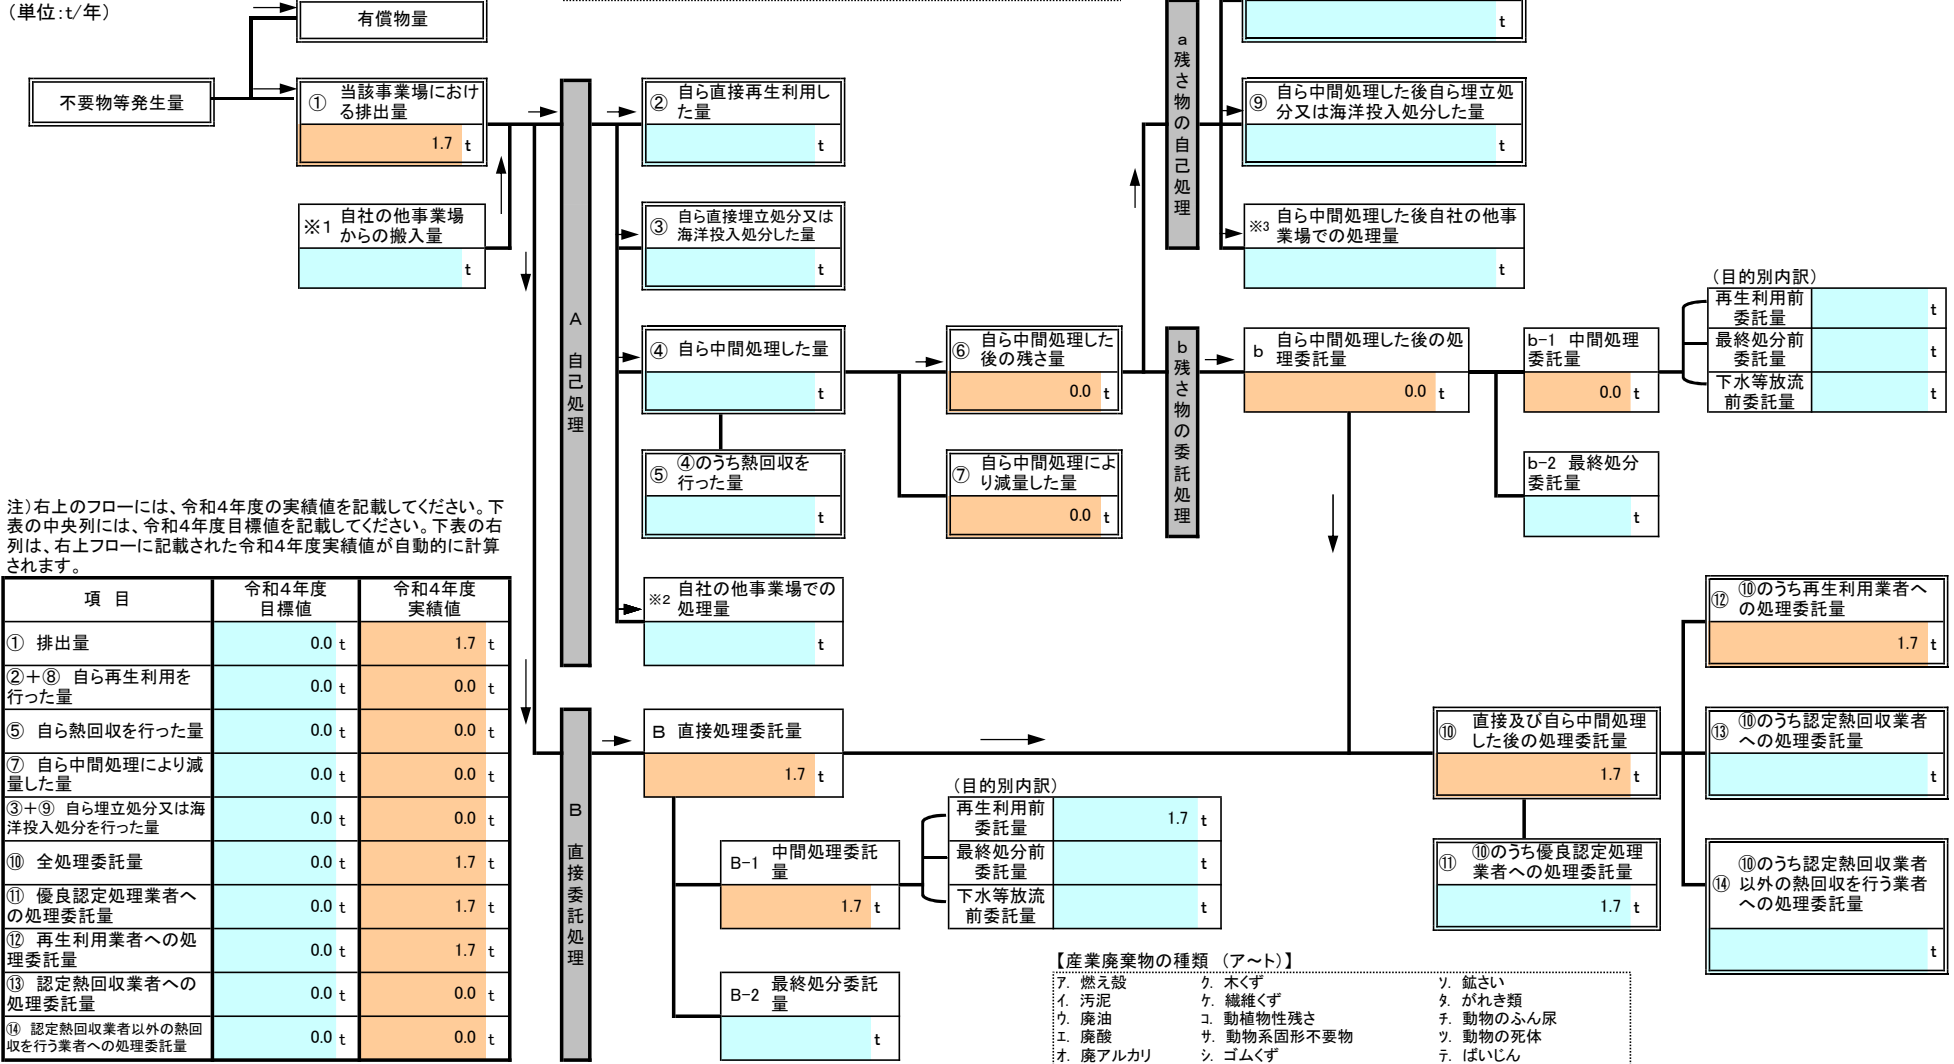 （単位：t/年）
有償物量
t
不要物等発生量
① 当該事業場におけ
る排出量
1.7 t
※1 自社の他事業場
からの搬入量
t
A 自己処理
② 自ら直接再生利用し
た量
t
③ 自ら直接埋立処分又は
海洋投入処分した量
t
④ 自ら中間処理した量
t
⑤ ④のうち熱回収を
行った量
t
※2 自社の他事業場での
処理量
t
⑥ 自ら中間処理した
後の残さ量
0.0 t
⑦ 自ら中間処理によ
り減量した量
0.0 t
a 残さ物の自己処理
⑨ 自ら中間処理した後自ら埋立処
分又は海洋投入処分した量
t
※3 自ら中間処理した後自社の他事
業場での処理量
t
b 残さ物の委託処理
b 自ら中間処理した後の処
理委託量
0.0 t
b-1 中間処理
委託量
0.0 t
（目的別内訳）
再生利用前
委託量
t
最終処分前
委託量
t
下水等放流
前委託量
t
b-2 最終処分
委託量
t
注）右上のフローには、令和4年度の実績値を記載してください。下
表の中央列には、令和4年度目標値を記載してください。下表の右
列は、右上フローに記載された令和4年度実績値が自動的に計算
されます。
項 目 令和4年度
目標値 令和4年度
実績値
① 排出量 0.0 t 1.7 t
②＋⑧ 自ら再生利用を
行った量 0.0 t 0.0 t
⑤ 自ら熱回収を行った量 0.0 t 0.0 t
⑦ 自ら中間処理により減
量した量 0.0 t 0.0 t
③＋⑨ 自ら埋立処分又は海
洋投入処分を行った量 0.0 t 0.0 t
⑩ 全処理委託量 0.0 t 1.7 t
⑪ 優良認定処理業者へ
の処理委託量 0.0 t 1.7 t
⑫ 再生利用業者への処
理委託量 0.0 t 1.7 t
⑬ 認定熱回収業者への
処理委託量 0.0 t 0.0 t
⑭ 認定熱回収業者以外の熱回
収を行う業者への処理委託量 0.0 t 0.0 t
B 直接委託処理
B 直接処理委託量
1.7 t
B-1 中間処理委託
量
1.7 t
（目的別内訳）
再生利用前
委託量
1.7 t
最終処分前
委託量
t
下水等放流
前委託量
t
B-2 最終処分委託
量
t
⑩ 直接及び自ら中間処理
した後の処理委託量
1.7 t
⑪ ⑩のうち優良認定処理
業者への処理委託量
1.7 t
⑫ ⑩のうち再生利用業者へ
の処理委託量
1.7 t
⑬ ⑩のうち認定熱回収業者
への処理委託量
t
⑭ ⑩のうち認定熱回収業者
以外の熱回収を行う業者
への処理委託量
t
【産業廃棄物の種類 （ア～ト）】
ア. 燃え殻 ク. 木くず ソ. 鉱さい
イ. 汚泥 ケ. 繊維くず タ. がれき類
ウ. 廃油 コ. 動植物性残さ チ. 動物のふん尿
エ. 廃酸 サ. 動物系固形不要物 ツ. 動物の死体
オ. 廃アルカリ シ. ゴムくず テ. ばいじん